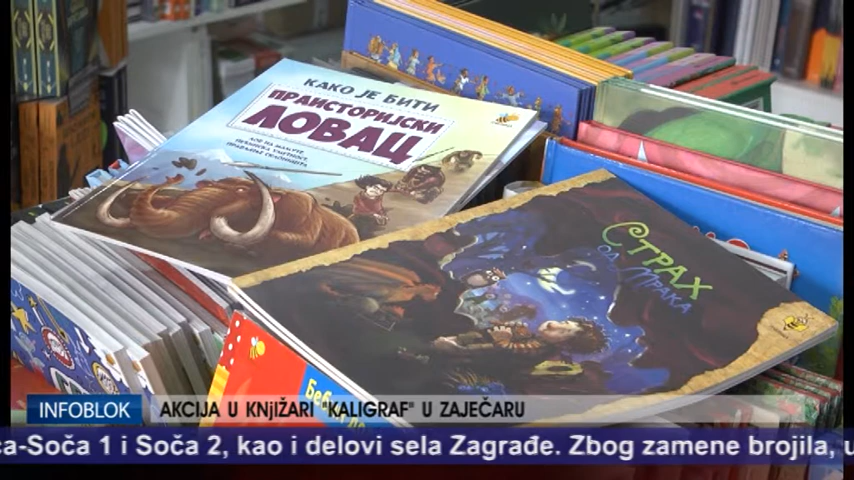 КАКО ЈЕ БИТИ
ПРАИСТОРИЈСКИ
ЛОВАЦ
СТРАХ
ОД
МРАКА
INFOBLOK
AKCIJA U KNjIŽARI "KALIGRAF" U ZAJEČARU
ca-Soča 1 i Soča 2, kao i delovi sela Zagrađe. Zbog zamene brojila, u